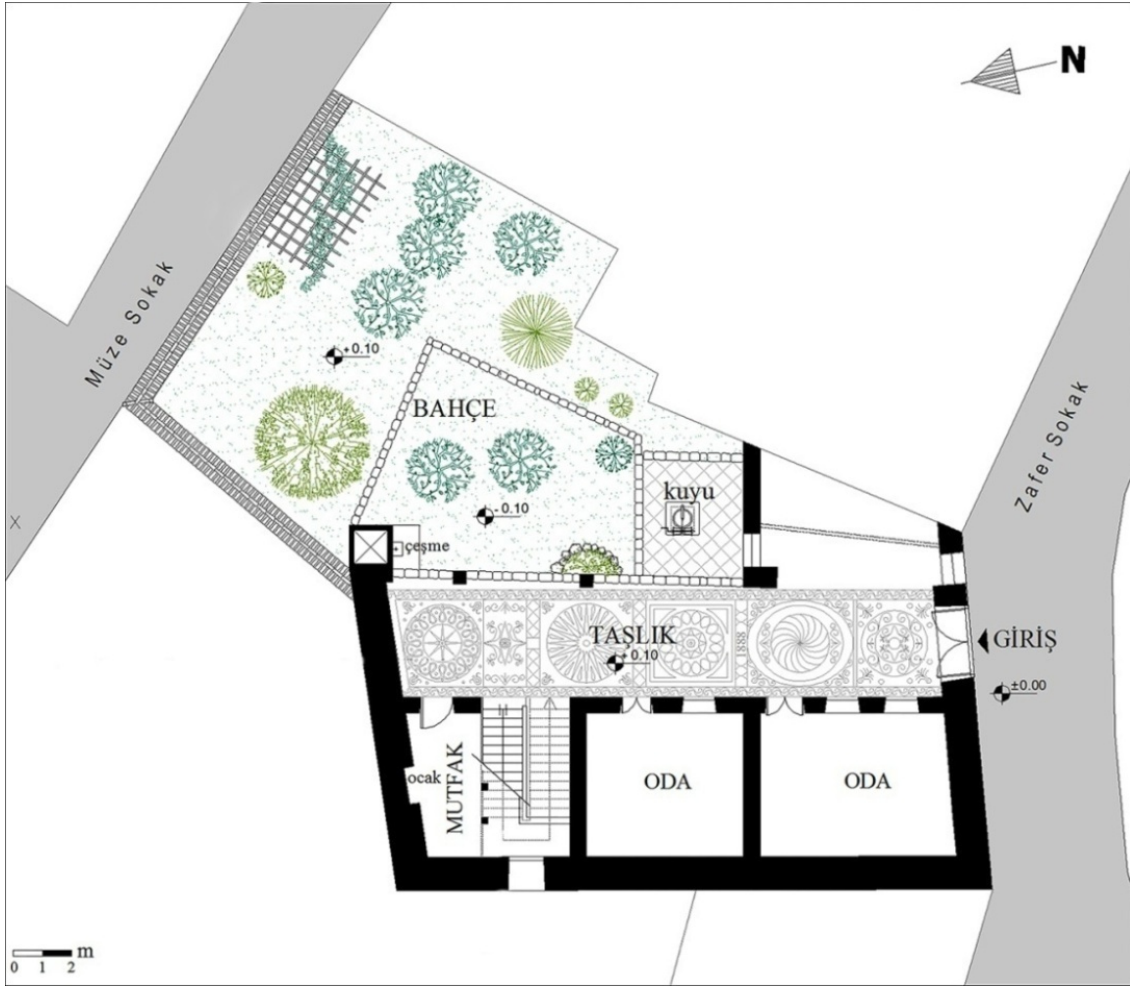 N
Müze Sokak
Zafer Sokak
+0.10
BAHÇE
kuyu
-0.10
çeşme
TAŞLIK
+0.10
1888
GİRİŞ
±0.00
ocak
MUTFAK
ODA
ODA
m
0 1 2